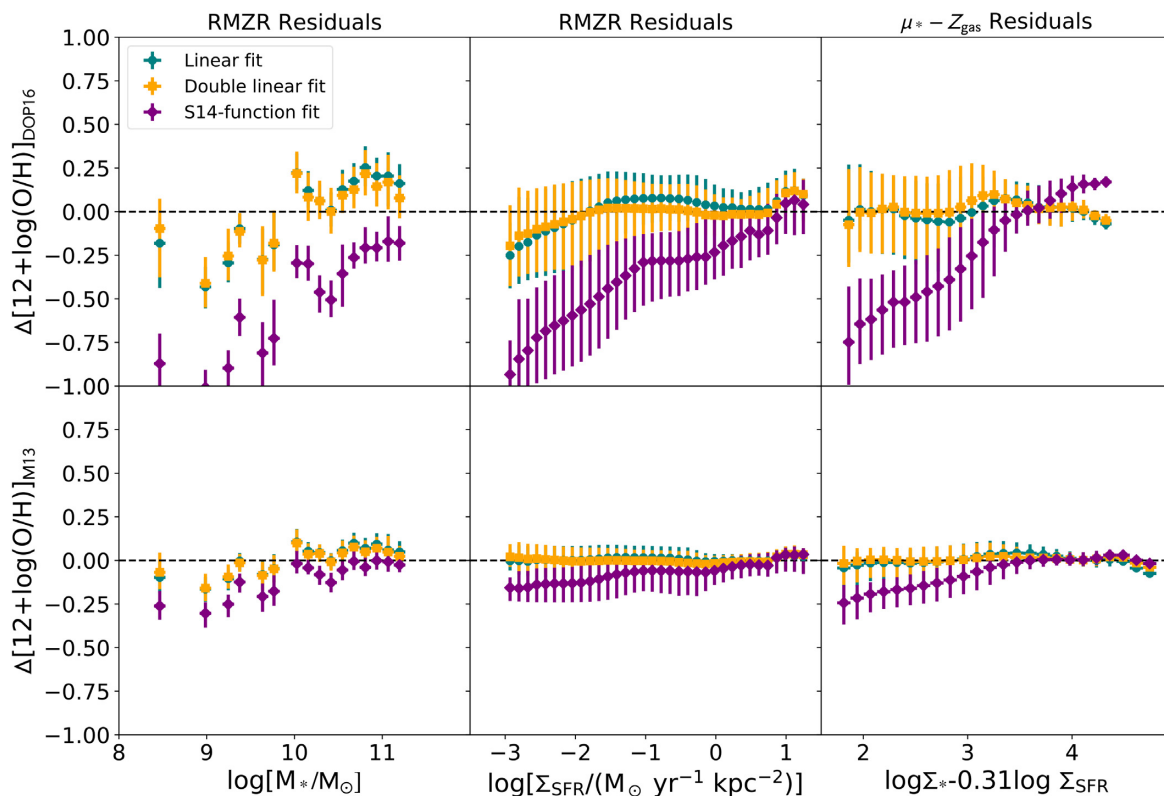 RMZR Residuals
RMZR Residuals
μ* − Zgas Residuals
Δ[12 + log(O/H)]DOP16
1.00
0.75
0.50
0.25
0.00
−0.25
−0.50
−0.75
−1.00
Linear fit
Double linear fit
S14-function fit
Δ[12 + log(O/H)]M13
0.75
0.50
0.25
0.00
−0.25
−0.50
−0.75
−1.00
8 9 10 11
−3 −2 −1 0 1
2 3 4
log[M*/M⊙]
log[ΣSFR/(M⊙ yr⁻¹ kpc⁻²)]
logΣ*-0.31log ΣSFR